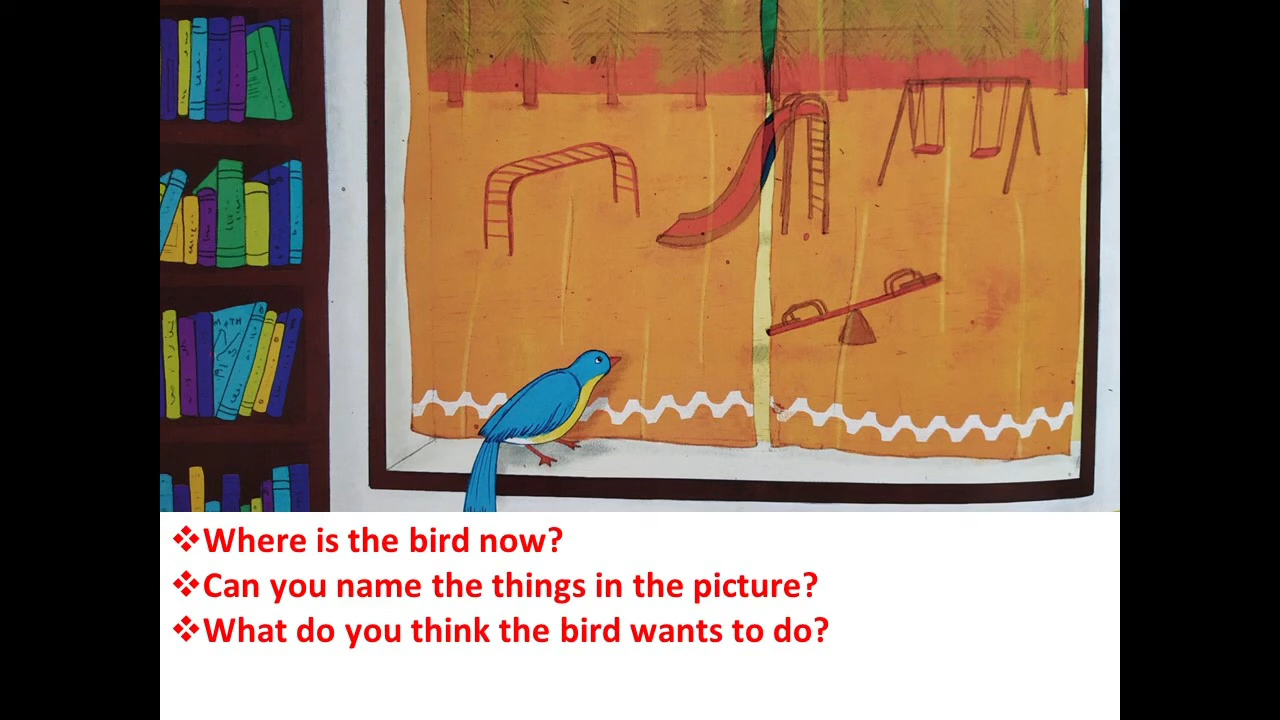 MATH
❖Where is the bird now?
❖Can you name the things in the picture?
❖What do you think the bird wants to do?